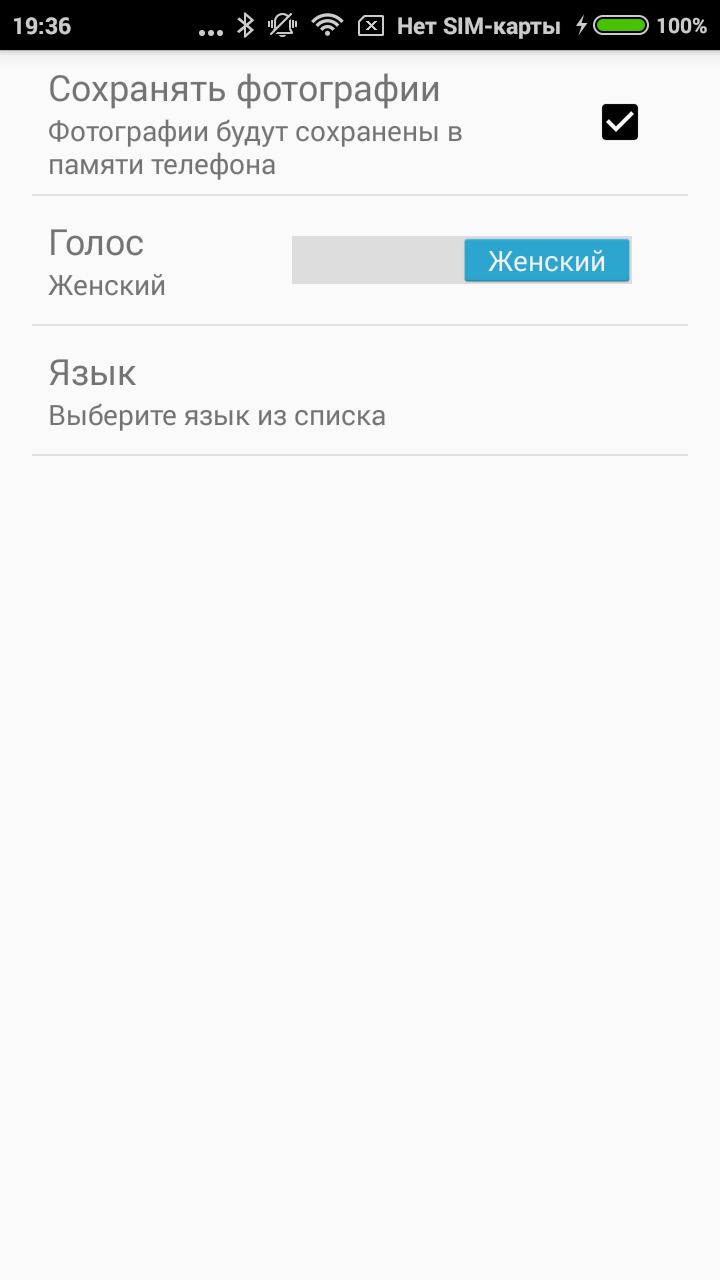 19:36
Нет SIM-карты
100%
Сохранять фотографии
Фотографии будут сохранены в
памяти телефона
Голос
Женский
Женский
Язык
Выберите язык из списка